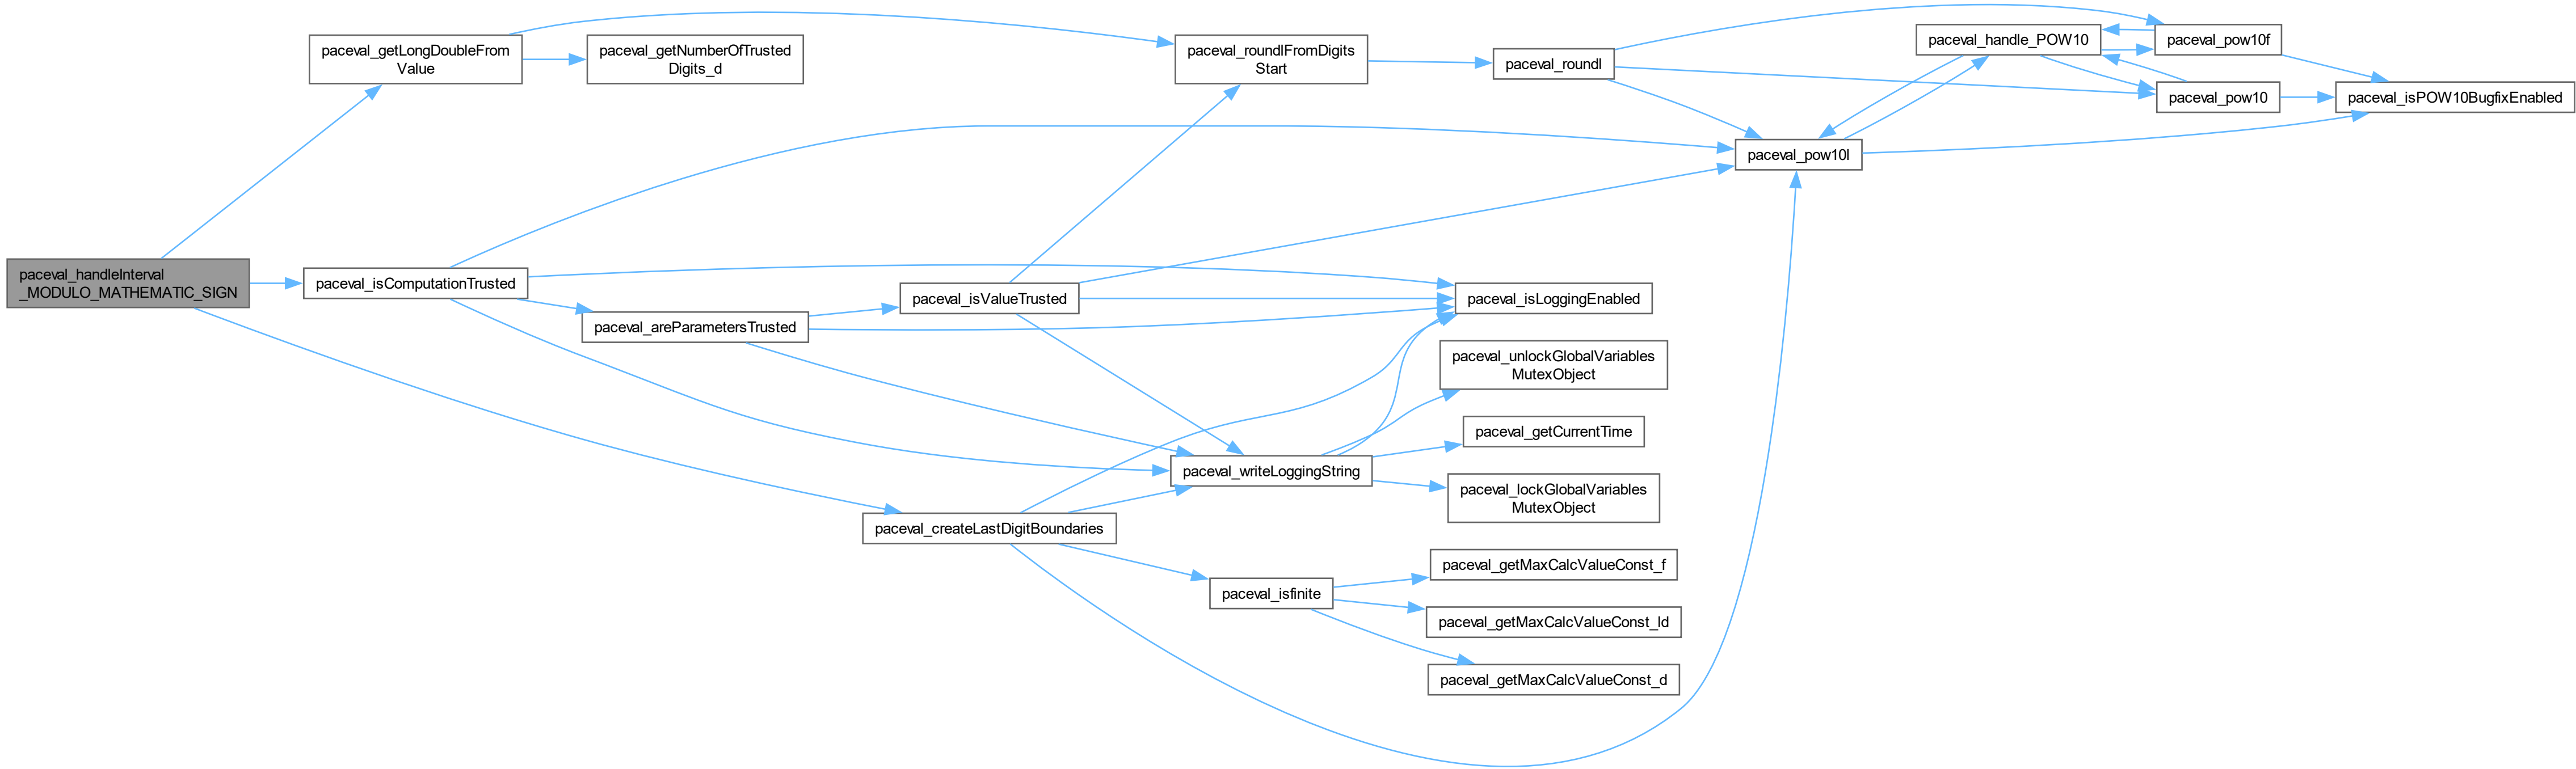 paceval_handleInterval
_MODULO_MATHEMATIC_SIGN
paceval_getLongDoubleFrom
Value
paceval_getNumberOfTrusted
Digits_d
paceval_roundlFromDigits
Start
paceval_roundl
paceval_handle_POW10
paceval_pow10f
paceval_pow10
paceval_isPOW10BugfixEnabled
paceval_pow10l
paceval_isComputationTrusted
paceval_areParametersTrusted
paceval_isValueTrusted
paceval_isLoggingEnabled
paceval_unlockGlobalVariables
MutexObject
paceval_getCurrentTime
paceval_writeLoggingString
paceval_lockGlobalVariables
MutexObject
paceval_createLastDigitBoundaries
paceval_isfinite
paceval_getMaxCalcValueConst_f
paceval_getMaxCalcValueConst_ld
paceval_getMaxCalcValueConst_d